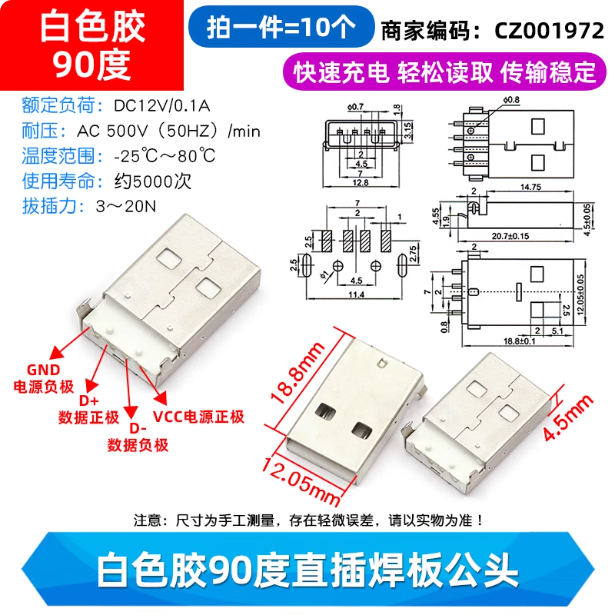 白色胶
90度
拍一件=10个
商家编码：CZ001972
快速充电 轻松读取 传输稳定
额定负荷：DC12V/0.1A
耐压：AC 500V（50HZ）/min
温度范围：-25℃～80℃
使用寿命：约5000次
拔插力：3～20N
φ0.7
1.8
3.15
2
4.5
7
12.8
φ0.8
2
14.75
4.55
1.9
20.7±0.15
4.5±0.05
7
2
1
2.5
2.5
φ1
4.5
2.75
11.4
7
2
0.8
2.5
2
5.1
18.8±0.1
12.05±0.05
GND
电源负极
D+
数据正极
D-
数据负极
VCC电源正极
18.8mm
12.05mm
4.5mm
注意：尺寸为手工测量，存在轻微误差，请以实物为准！
白色胶90度直插焊板公头